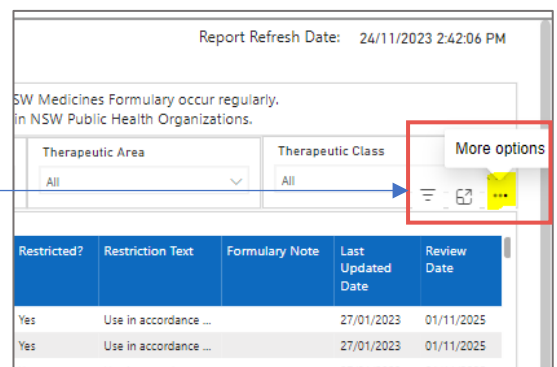 Report Refresh Date: 24/11/2023 2:42:06 PM
SW Medicines Formulary occur regularly.
in NSW Public Health Organizations.
Therapeutic Area
Therapeutic Class
More options
All
All
Restricted? Restriction Text Formulary Note Last Updated Date Review Date
Yes Use in accordance ... 27/01/2023 01/11/2025
Yes Use in accordance ... 27/01/2023 01/11/2025